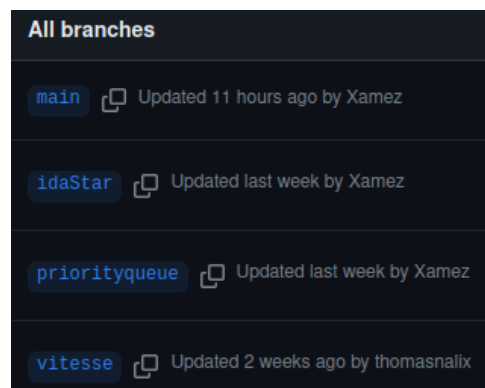 All branches
main Updated 11 hours ago by Xamez
idaStar Updated last week by Xamez
priorityqueue Updated last week by Xamez
vitesse Updated 2 weeks ago by thomasnalix